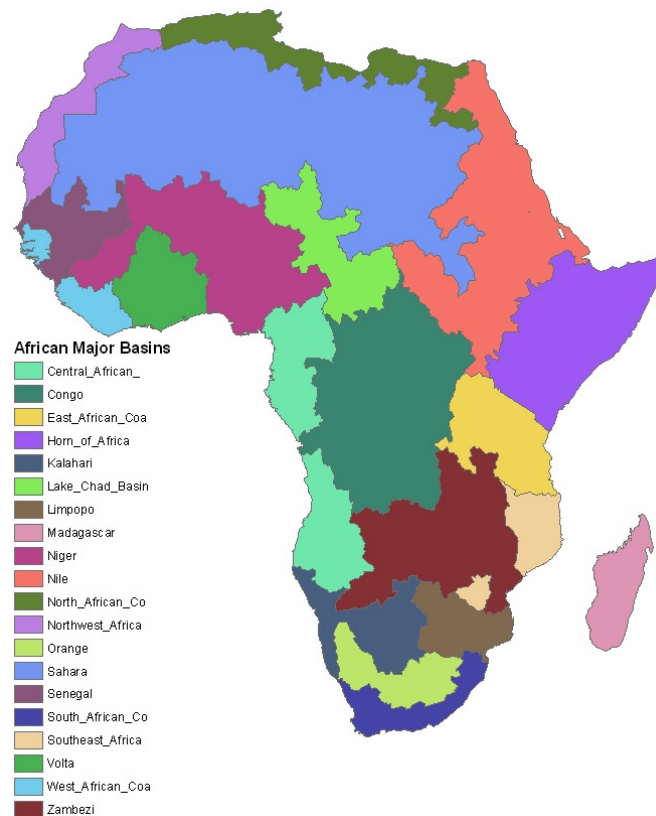 African Major Basins
Central_African_
Congo
East_African_Coa
Horn_of_Africa
Kalahari
Lake_Chad_Basin
Limpopo
Madagascar
Niger
Nile
North_African_Co
Northwest_Africa
Orange
Sahara
Senegal
South_African_Co
Southeast_Africa
Volta
West_African_Coa
Zambezi